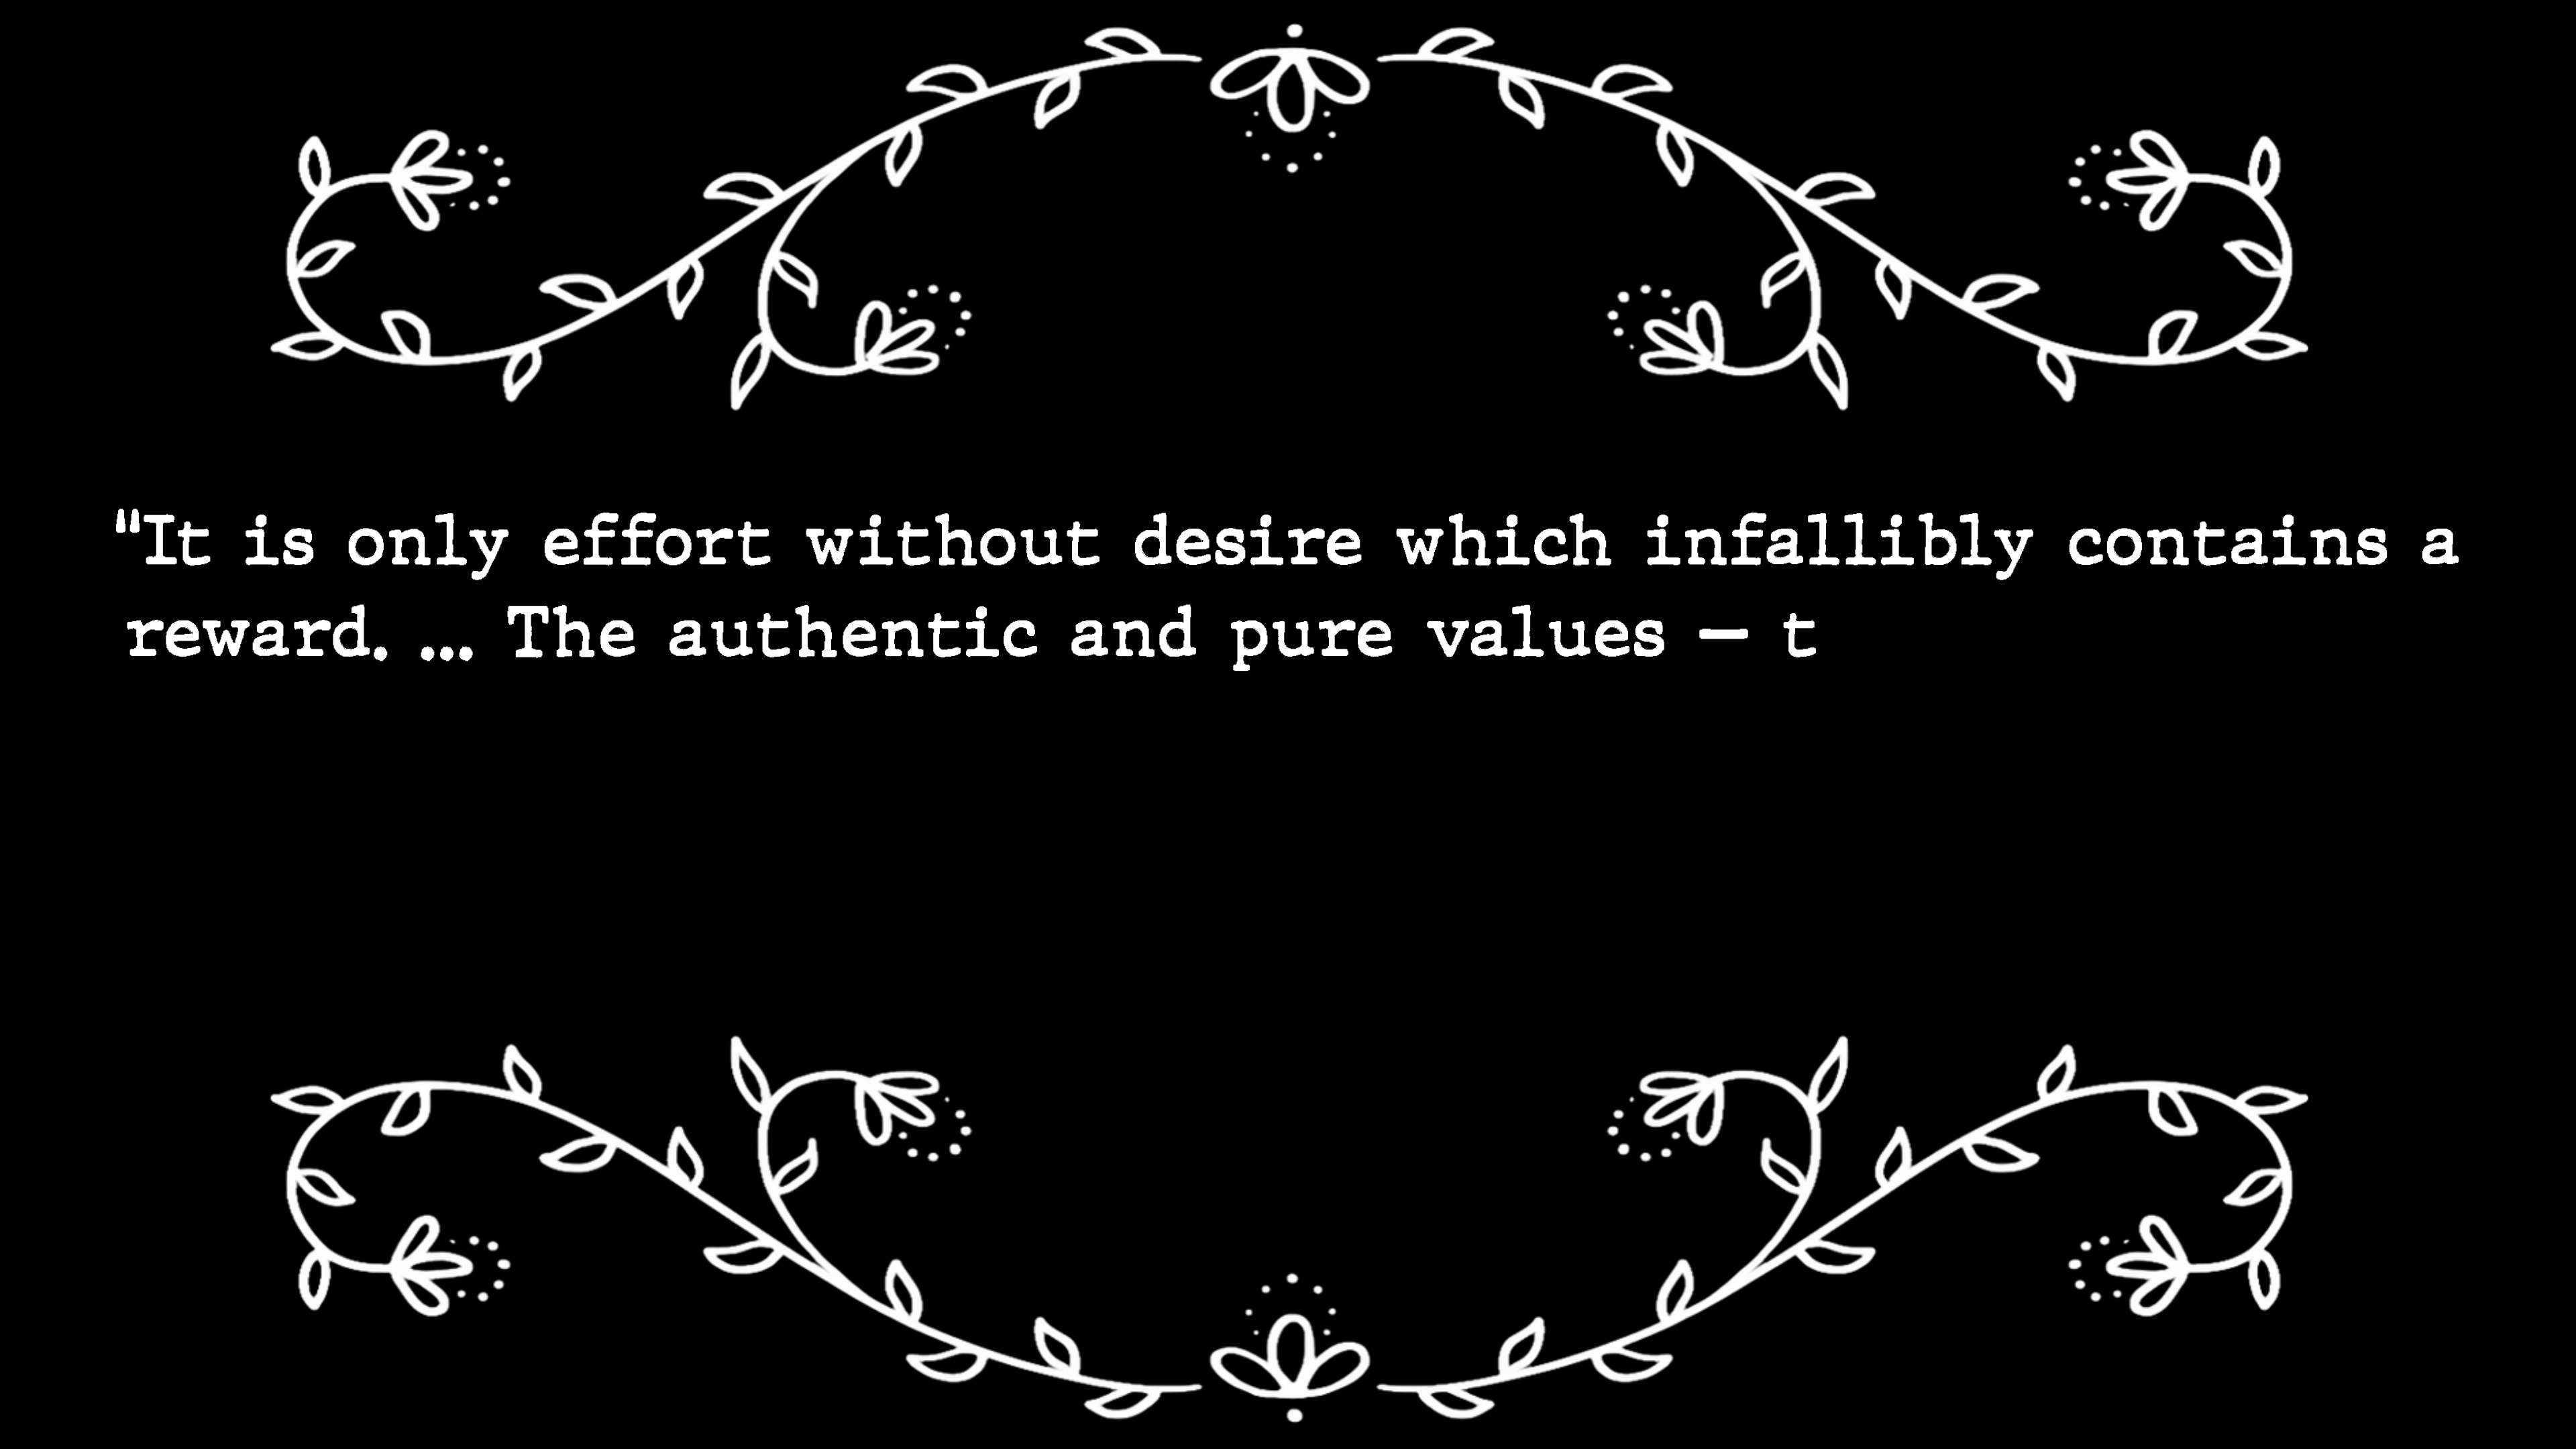 "It is only effort without desire which infallibly contains a
reward. … The authentic and pure values — t